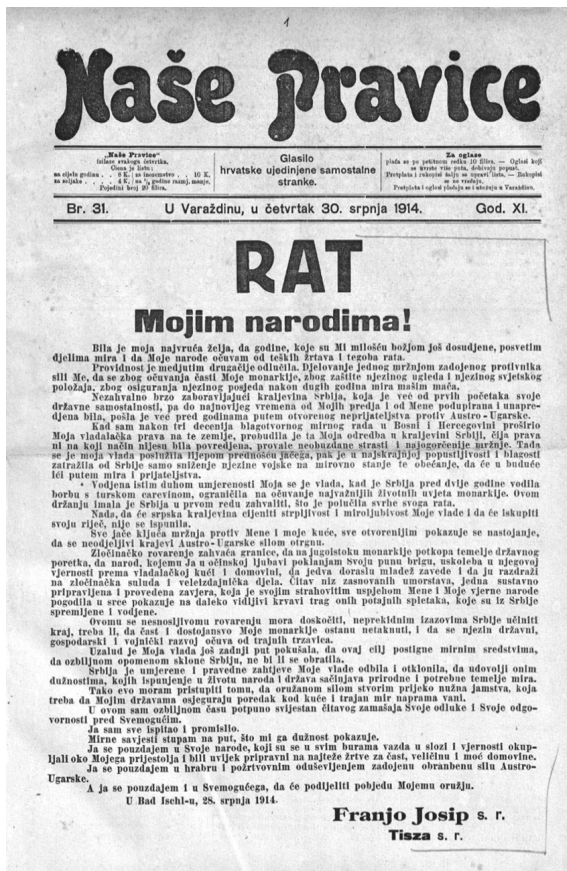 1
Naše Pravice
„Naše Pravice“
izilaze svakoga četvrtka.
Cijena je listu:
na cijelu godinu . . 6 K.
za seljake . . . . 4 K.
za inozemstvo . . 10 K.
Pojedini broj 20 filira.
Glasilo
hrvatske ujedinjene samostalne
stranke.
Za oglase
plaća se po petitnom redku 10 filira. — Oglasi koji
se uvrste više puta, dobivaju popust.
Pretplata i rukopisi šalju se upravi lista. — Rukopisi
se ne vraćaju.
Pretplata i oglasi plaćaju se i utužuju u Varaždinu.
Br. 31. U Varaždinu, u četvrtak 30. srpnja 1914. God. XI.
RAT
Mojim narodima!
Bila je moja najvruća želja, da godine, koje su Mi milošću božjom još dosudjene, posvetim
djelima mira i da Moje narode očuvam od teških žrtava i tegoba rata.
Providnost je medjutim drugačije odlučila. Djelovanje jednog mržnjom zadojenog protivnika
sili Me, da se zbog očuvanja časti Moje monarkije, zbog zaštite njezinog ugleda i njezinog svjetskog
položaja, zbog osiguranja njezinog posjeda nakon dugih godina mira mašim mača.
Nezahvalno brzo zaboravljajući kraljevina Srbija, koja je već od prvih početaka svoje
državne samostalnosti, pa do najnovijeg vremena od Mojih predja i od Mene podupirana i unapre-
djena bila, pošla je već pred godinama putem otvorenog neprijateljstva protiv Austro-Ugarske.
Kad sam nakon tri decenija blagotvornog mirnog rada u Bosni i Hercegovini proširio
Moja vladalačka prava na te zemlje, probudila je ta Moja odredba u kraljevini Srbiji, čija prava
ni na koji način nijesu bila povredjena, provale neobuzdane strasti i najogorčenije mržnje. Tada
se je moja vlada poslužila lijepom prednošću jačega, pak je u najskrajnjoj popustljivosti i blagosti
zatražila od Srbije samo sniženje njezine vojske na mirovno stanje te obećanje, da će u buduće
ići putem mira i prijateljstva.
Vodjena istim duhom umjerenosti Moja se je vlada, kad je Srbija pred dvije godine vodila
borbu s turskom carevinom, ograničila na očuvanje najvažnijih životnih uvjeta monarkije. Ovom
držanju imala je Srbija u prvom redu zahvaliti, što je polučila svrhe svoga rata.
Nada, da će srpska kraljevina cijeniti strpljivost i miroljubivost Moje vlade i da će iskupiti
svoju riječ, nije se ispunila.
Sve jače ključa mržnja protiv Mene i moje kuće, sve otvorenijim pokazuje se nastojanje,
da se neodjeljivi krajevi Austro-Ugarske silom otrgnu.
Zločinačko rovarenje zahvaća granice, da na jugoistoku monarkije potkopa temelje državnog
poretka, da narod, kojemu Ja u očinskoj ljubavi poklanjam Svoju punu brigu, uskoleba u njegovoj
vjernosti prema vladalačkoj kući i domovini, da jedva doraslu mladež zavede i da ju razdraži
na zločinačka suluda i veleizdajnička djela. Čitav niz zasnovanih umorstava, jedna sustavno
pripravljena i provedena zavjera, koja je svojim strahovitim uspjehom Mene i Moje vjerne narode
pogodila u srce pokazuje na daleko vidljivi krvavi trag onih potajnih spletaka, koje su iz Srbije
spremljene i vodjene.
Ovomu se nesnosljivomu rovarenju mora doskočiti, neprekidnim izazovima Srbije učiniti
kraj, treba li, da čast i dostojanstvo Moje monarkije ostanu netaknuti, i da se njezin državni,
gospodarski i vojnički razvoj očuva od trajnih trzavica.
Uzalud je Moja vlada još zadnji put pokušala, da ovaj cilj postigne mirnim sredstvima,
da ozbiljnom opomenom sklone Srbiju, ne bi li se obratila.
Srbija je umjerene i pravedne zahtjeve Moje vlade odbila i otklonila, da udovolji onim
dužnostima, kojih ispunjenje u životu naroda i država sačinjava prirodne i potrebne temelje mira.
Tako evo moram pristupiti tomu, da oružanom silom stvorim prijeko nužna jamstva, koja
treba da Mojim državama osjeguraju poredak kod kuće i trajan mir naprama vani.
U ovom sam ozbiljnom času potpuno svijestan čitavog zamašaja Svoje odluke i Svoje odgo-
vornosti pred Svemogućim.
Ja sam sve ispitao i promislio.
Mirne savjesti stupam na put, što mi ga dužnost pokazuje.
Ja se pouzdajem u Svoje narode, koji su se u svim burama vazda u slozi i vjernosti okup-
ljali oko Mojega prijestolja i bili uvijek pripravni na najteže žrtve za čast, veličinu i moć domovine.
Ja se pouzdajem u hrabru i požrtvovnim oduševljenjem zadojenu obranbenu silu Austro-
Ugarske.
A ja se pouzdajem i u Svemogućega, da će podijeliti pobjedu Mojemu oružju.
U Bad Ischl-u, 28. srpnja 1914.
Franjo Josip s. r.
Tisza s. r.